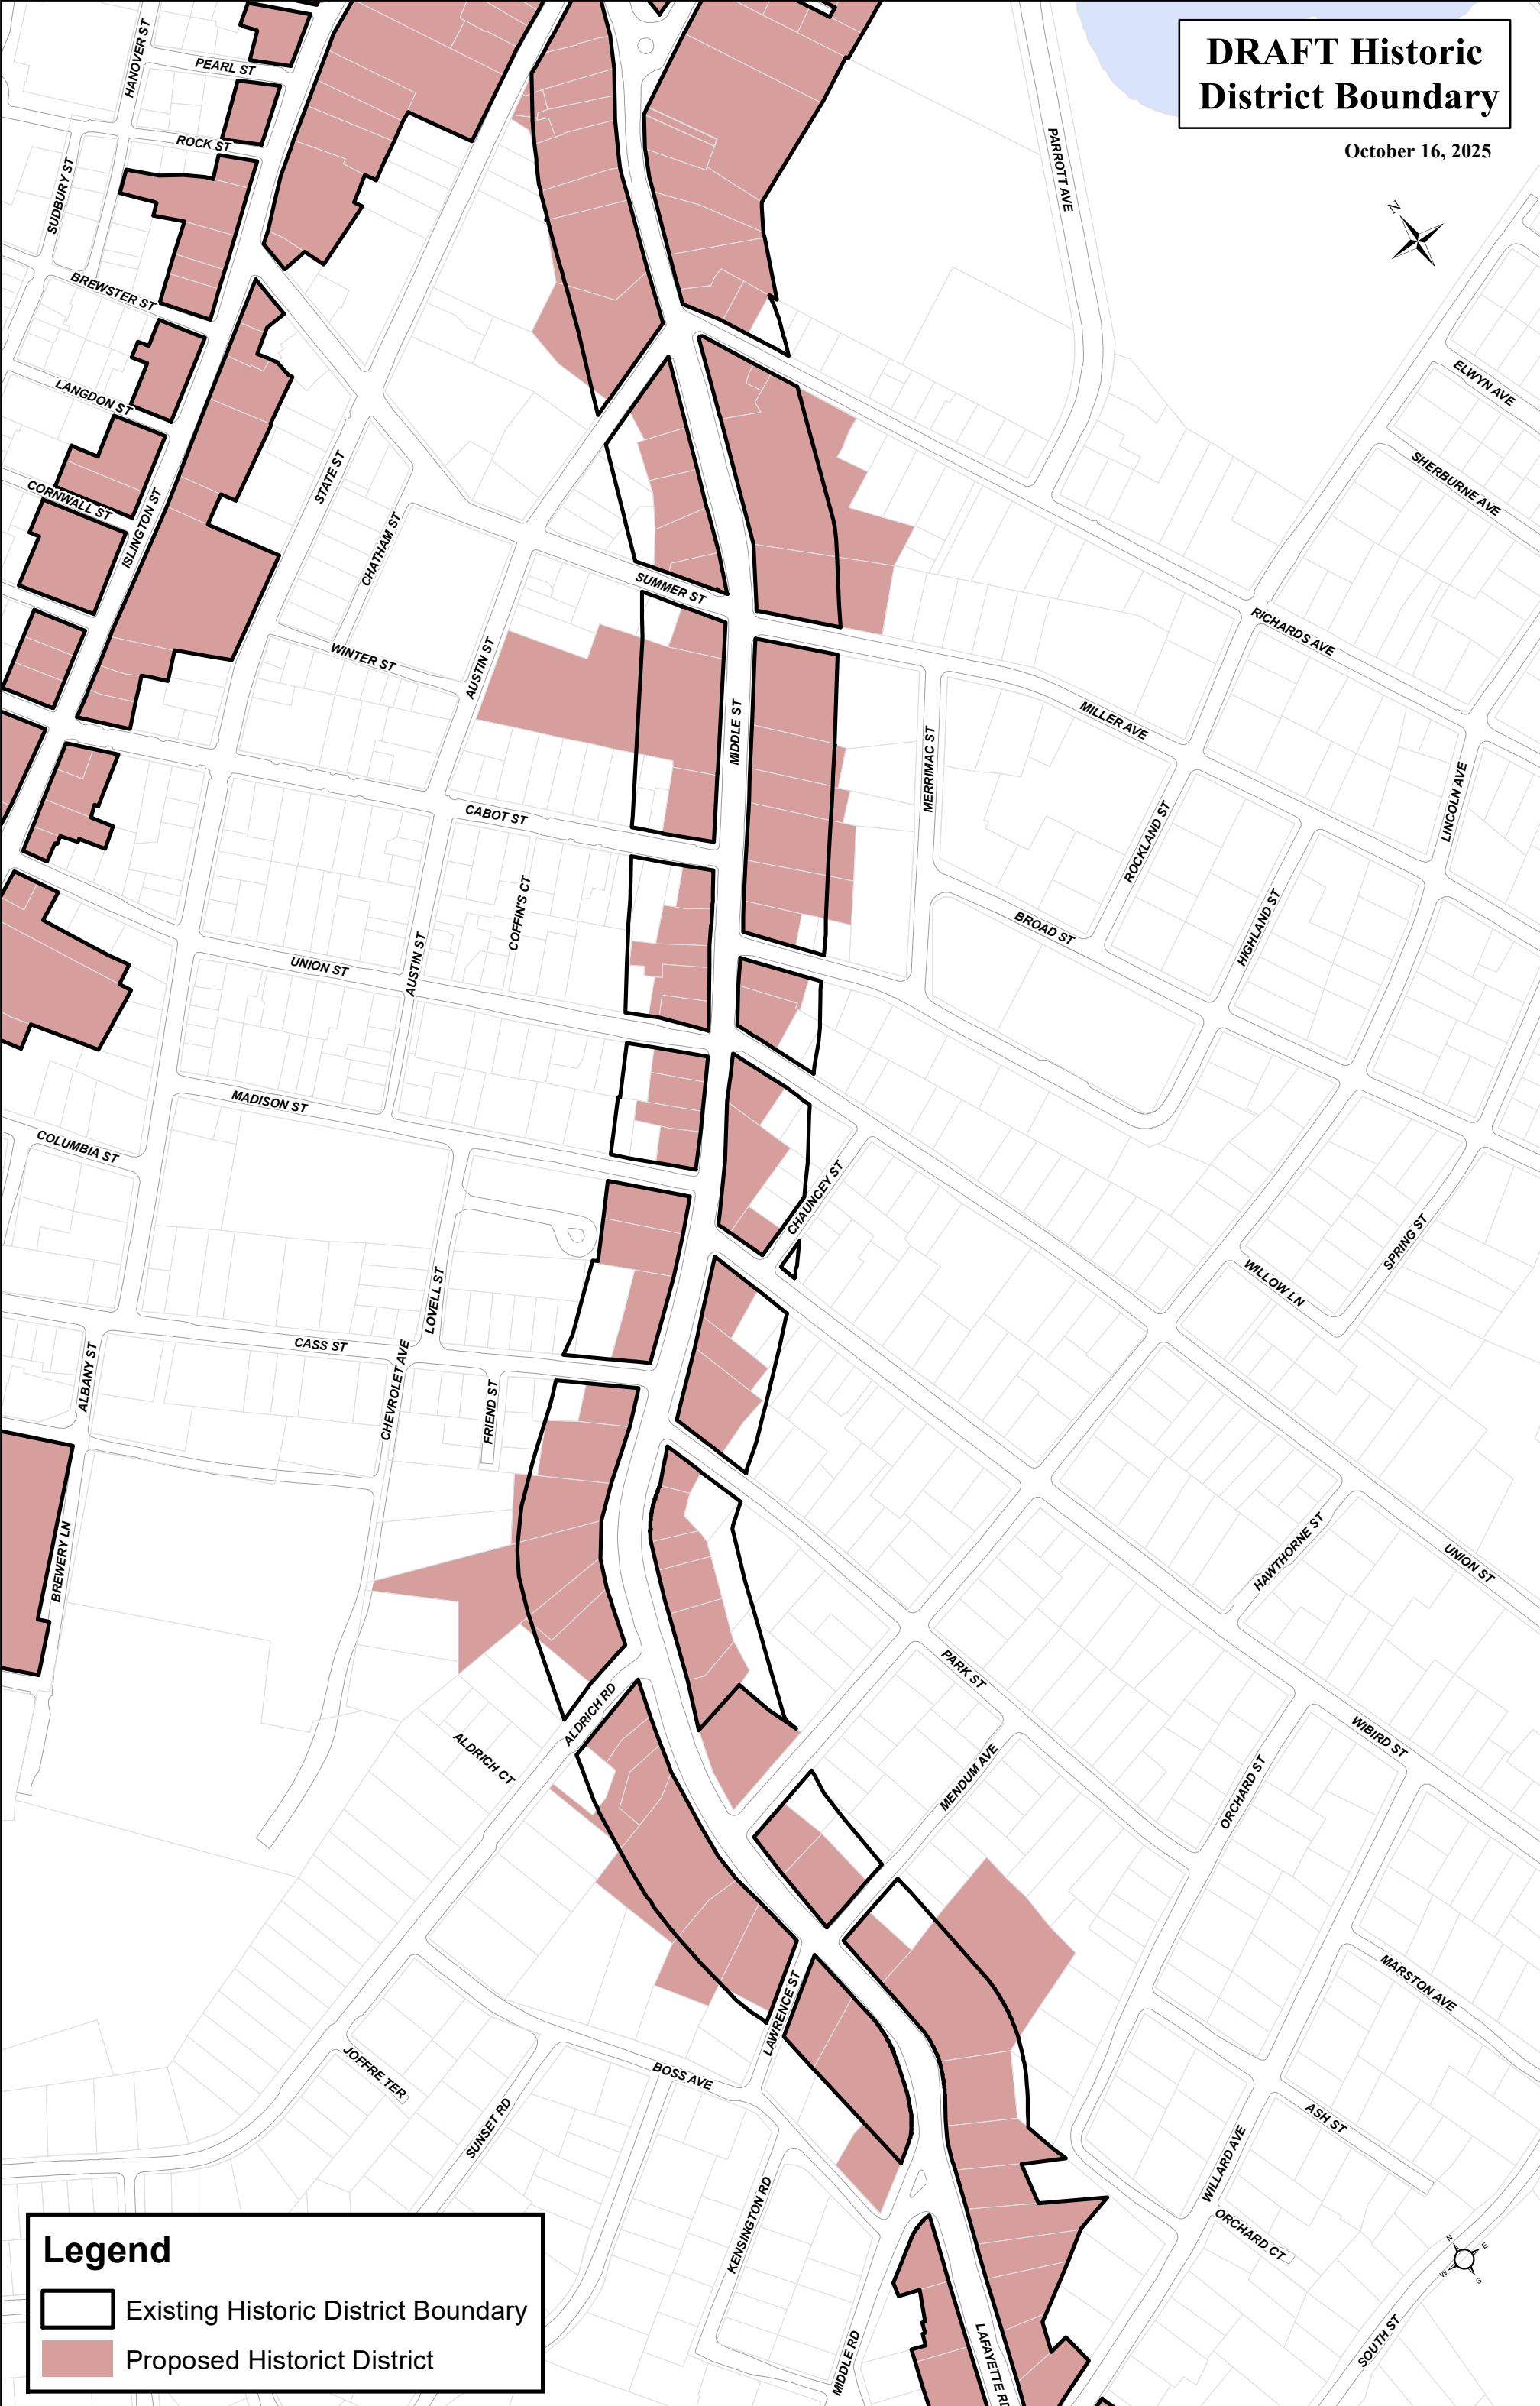 DRAFT Historic
District Boundary
October 16, 2025
N
HANOVER ST
PEARL ST
ROCK ST
SUDBURY ST
PARROTT AVE
BREWSTER ST
LANGDON ST
ELWYN AVE
SHERBURNE AVE
CORNWALL ST
ISLINGTON ST
STATE ST
CHATHAM ST
SUMMER ST
RICHARDS AVE
WINTER ST
AUSTIN ST
MIDDLE ST
MILLER AVE
MERRIMAC ST
LINCOLN AVE
CABOT ST
ROCKLAND ST
COFFIN'S CT
BROAD ST
HIGHLAND ST
UNION ST
AUSTIN ST
MADISON ST
COLUMBIA ST
CHAUNCEY ST
SPRING ST
WILLOW LN
LOVELL ST
CASS ST
ALBANY ST
CHEVROLET AVE
FRIEND ST
BREWERY LN
HAWTHORNE ST
UNION ST
PARK ST
ALDRICH RD
ALDRICH CT
WIBIRD ST
MENDUM AVE
ORCHARD ST
MARSTON AVE
LAWRENCE ST
JOFFRE TER
BOSS AVE
SUNSET RD
ASH ST
WILLARD AVE
KENSINGTON RD
ORCHARD CT
N
E
W
S
MIDDLE RD
LAFAYETTE RD
SOUTH ST
Legend
Existing Historic District Boundary
Proposed Historict District